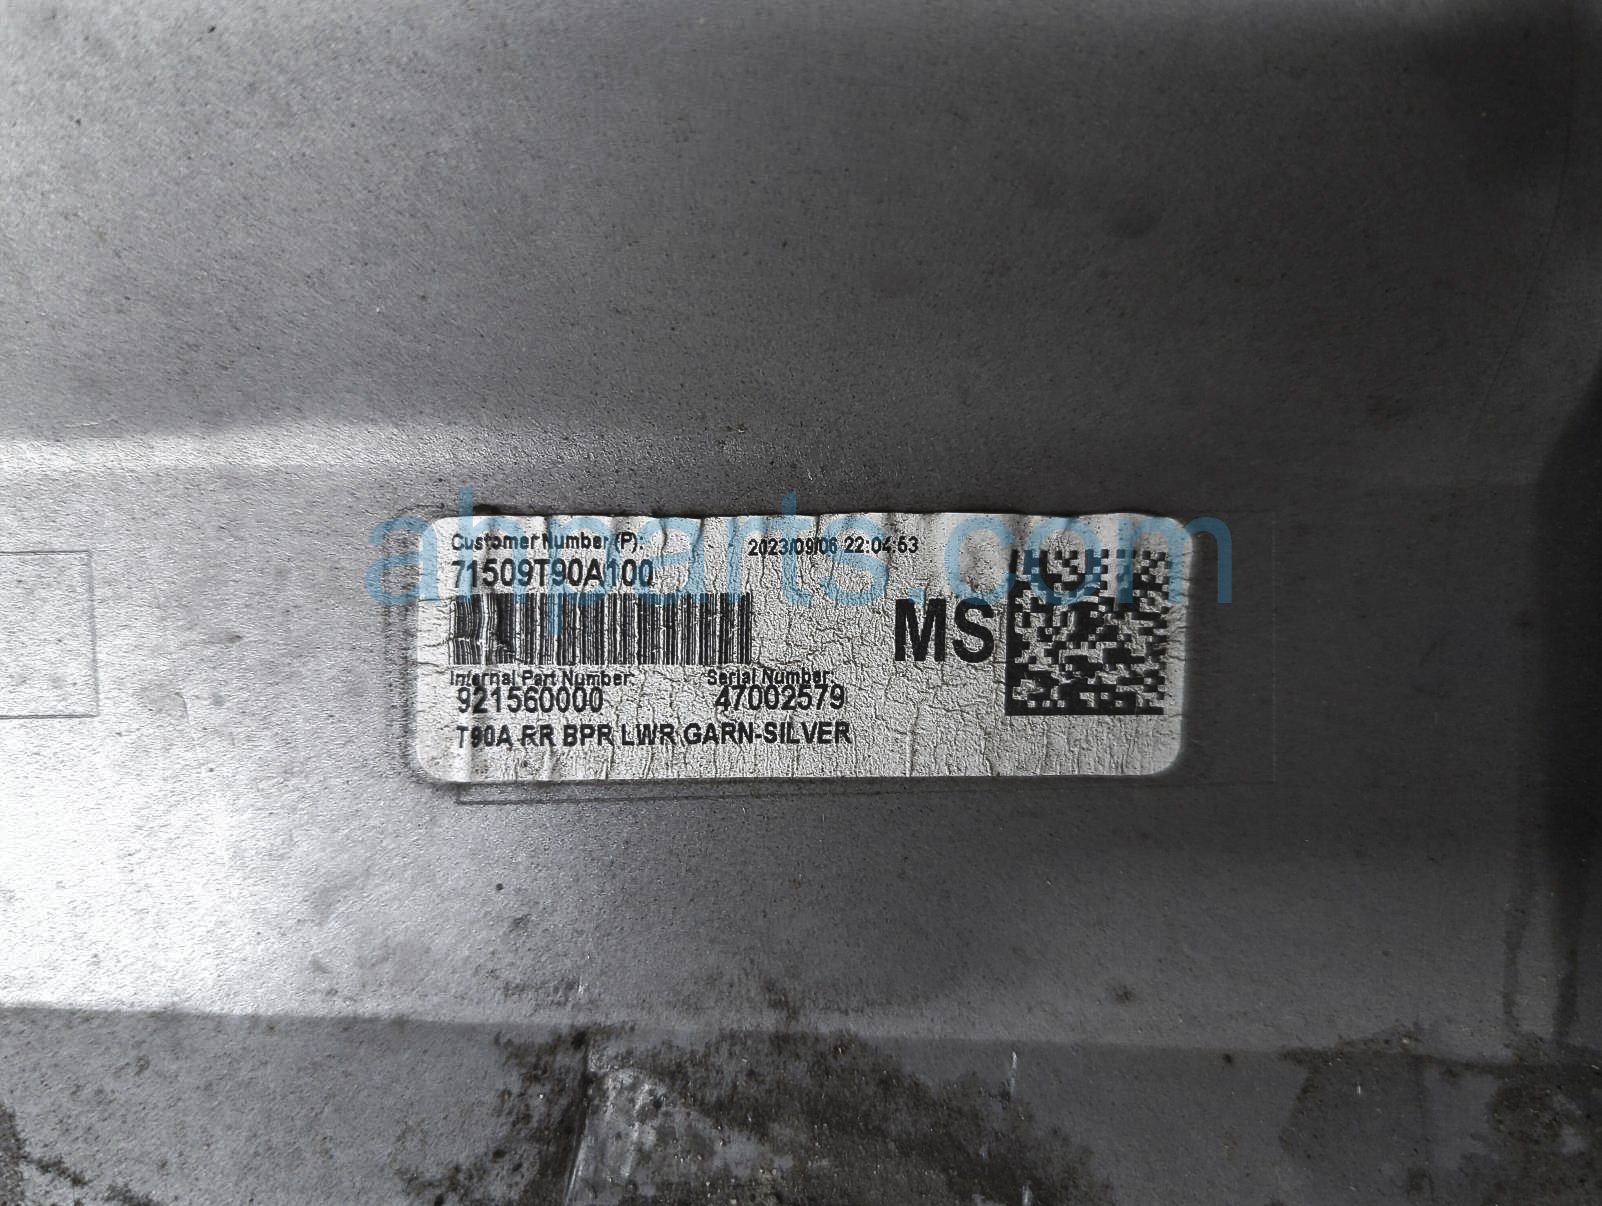 Customer Number (P): 2023/09/06 22:04:53
71509T90A100
MS
Internal Part Number: Serial Number:
921560000 47002579
T90A RR BPR LWR GARN-SILVER
ahparts.com